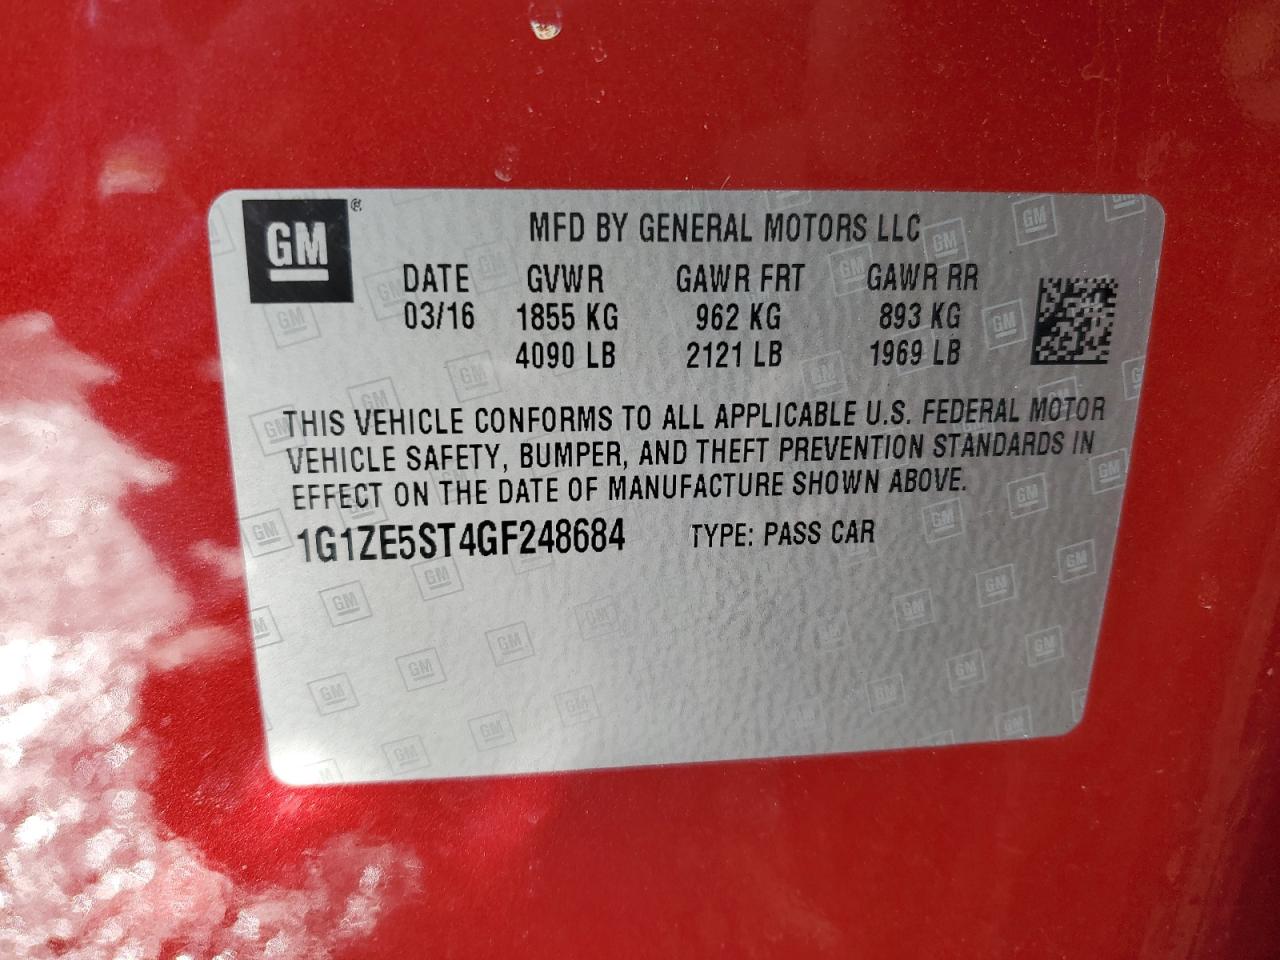 GM ®
MFD BY GENERAL MOTORS LLC
DATE GVWR GAWR FRT GAWR RR
03/16 1855 KG 962 KG 893 KG
4090 LB 2121 LB 1969 LB
THIS VEHICLE CONFORMS TO ALL APPLICABLE U.S. FEDERAL MOTOR
VEHICLE SAFETY, BUMPER, AND THEFT PREVENTION STANDARDS IN
EFFECT ON THE DATE OF MANUFACTURE SHOWN ABOVE.
1G1ZE5ST4GF248684 TYPE: PASS CAR